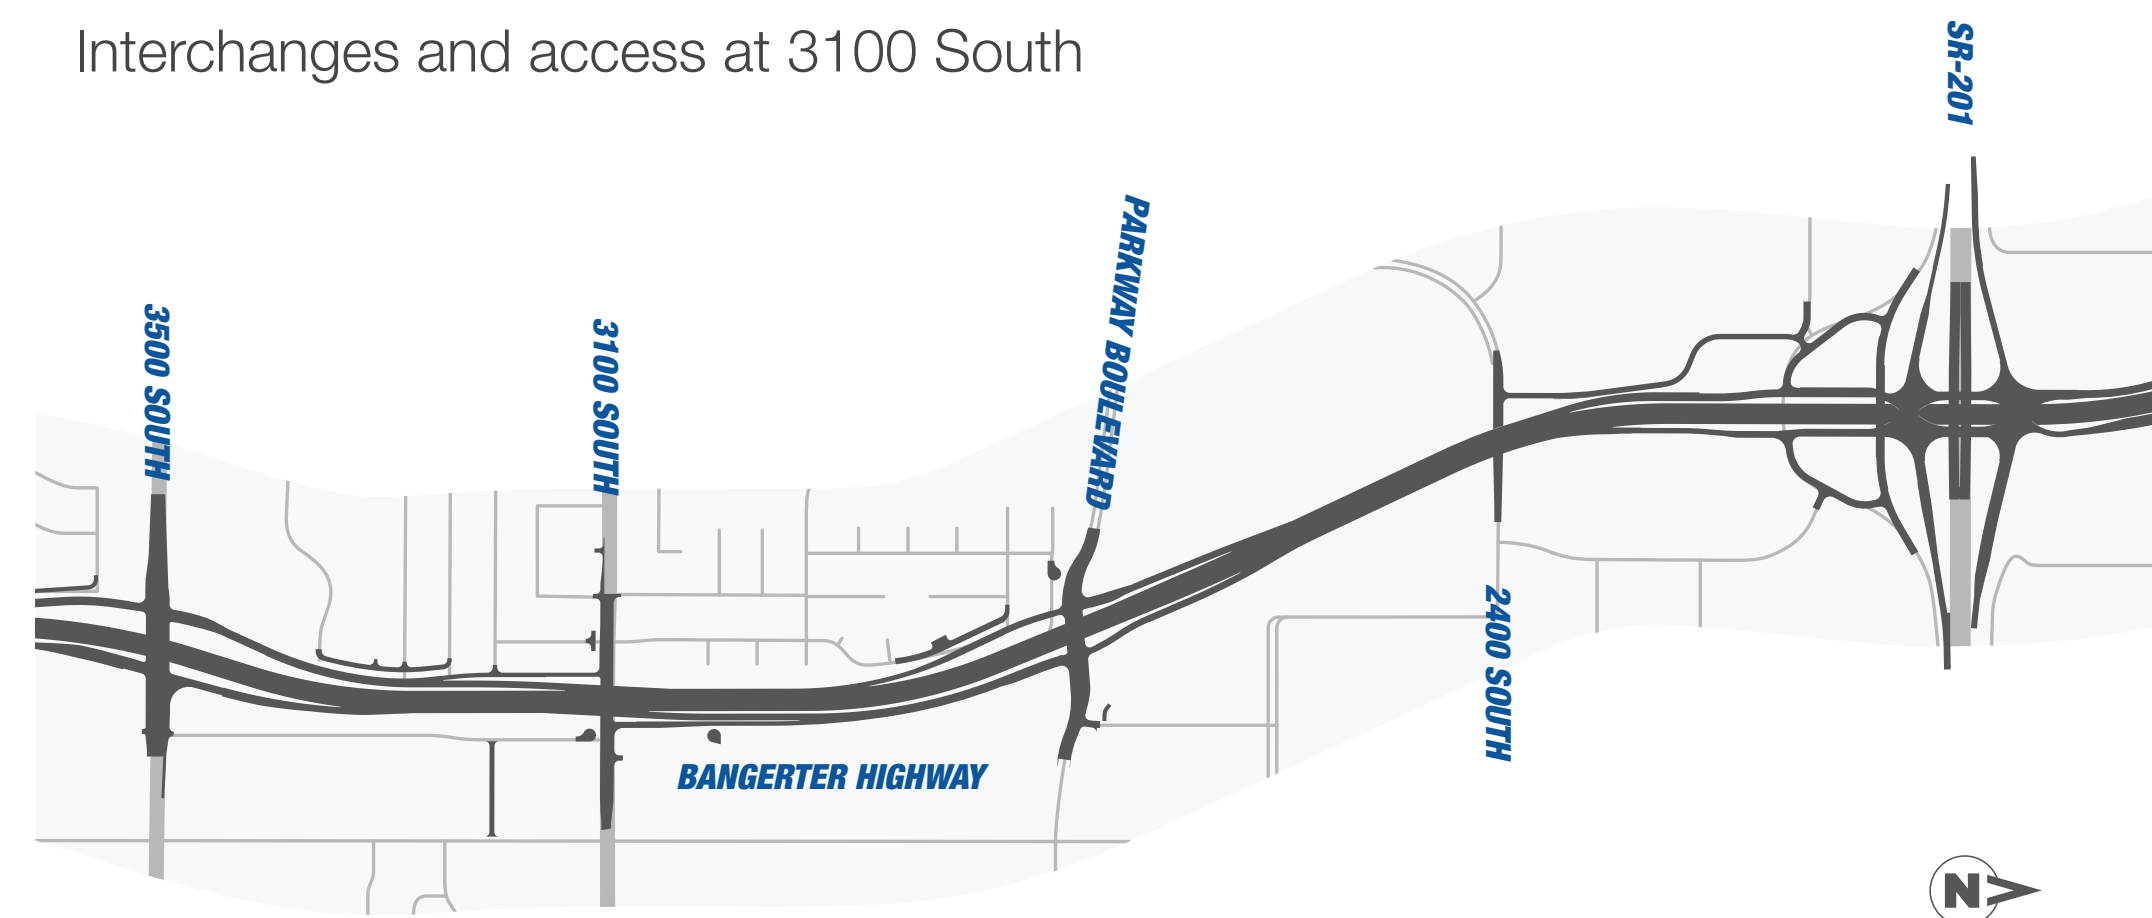 Interchanges and access at 3100 South
SR-201
PARKWAY BOULEVARD
3500 SOUTH
3100 SOUTH
2400 SOUTH
BANGERTER HIGHWAY
N